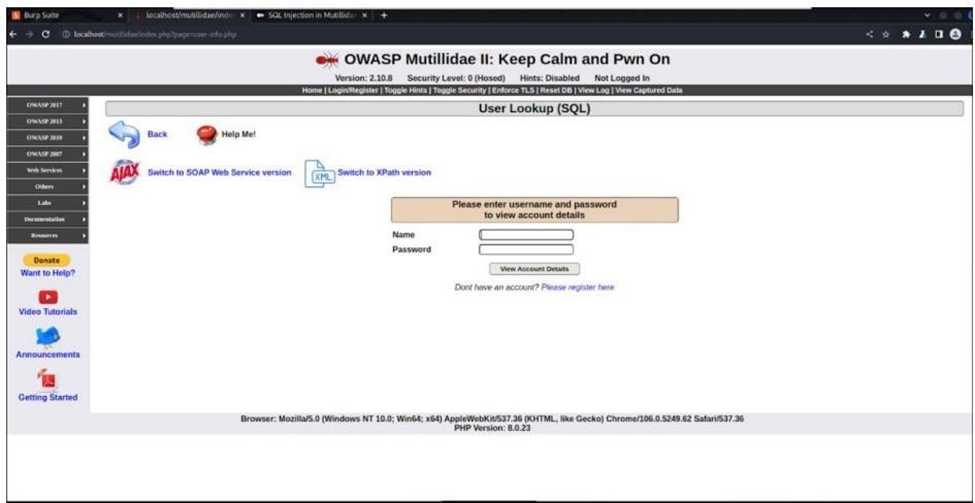 Burp Suite
localhost/mutillidae/inde
SQL Injection in Mutillida
localhost/mutillidae/index.php?page=user-info.php
OWASP Mutillidae II: Keep Calm and Pwn On
Version: 2.10.8 Security Level: 0 (Hosed) Hints: Disabled Not Logged In
Home | Login/Register | Toggle Hints | Toggle Security | Enforce TLS | Reset DB | View Log | View Captured Data
OWASP 2017
OWASP 2013
OWASP 2010
OWASP 2007
Web Services
Others
Labs
Documentation
Resources
Donate
Want to Help?
Video Tutorials
Announcements
Getting Started
User Lookup (SQL)
Back
Help Me!
AJAX
Switch to SOAP Web Service version
XML
Switch to XPath version
Please enter username and password
to view account details
Name
Password
View Account Details
Dont have an account? Please register here
Browser: Mozilla/5.0 (Windows NT 10.0; Win64; x64) AppleWebKit/537.36 (KHTML, like Gecko) Chrome/106.0.5249.62 Safari/537.36
PHP Version: 8.0.23